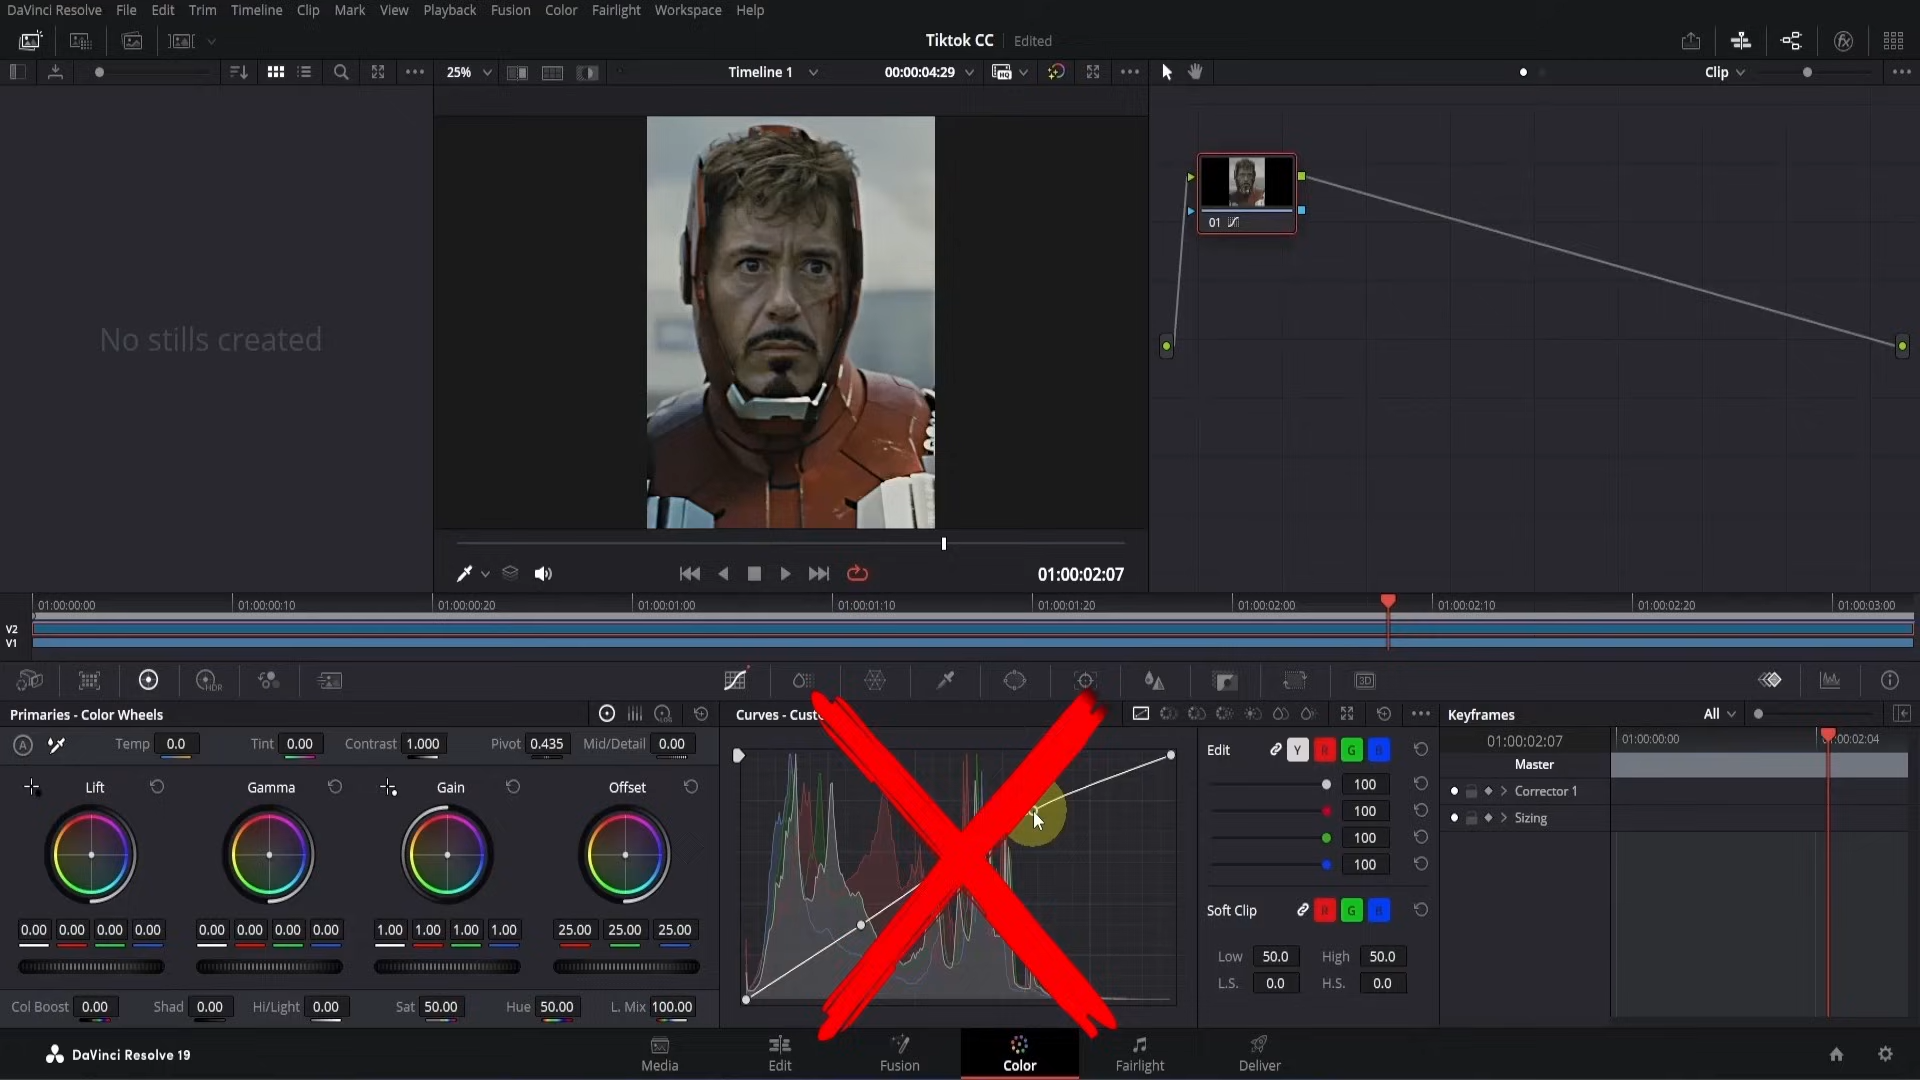 DaVinci Resolve File Edit Trim Timeline Clip Mark View Playback Fusion Color Fairlight Workspace Help
Tiktok CC Edited
25% Timeline 1 00:00:04:29 HQ Clip
No stills created
01
01:00:02:07
01:00:00:00 01:00:00:10 01:00:00:20 01:00:01:00 01:00:01:10 01:00:01:20 01:00:02:00 01:00:02:10 01:00:02:20 01:00:03:00
V2
V1
HDR 3D
Primaries - Color Wheels LOG Curves - Custo Keyframes All
A Temp 0.0 Tint 0.00 Contrast 1.000 Pivot 0.435 Mid/Detail 0.00 Edit Y R G B 01:00:02:07 01:00:00:00 :00:02:04
Master
Lift Gamma Gain Offset 100 Corrector 1
100 Sizing
100
100
Soft Clip R G B
0.00 0.00 0.00 0.00 0.00 0.00 0.00 0.00 1.00 1.00 1.00 1.00 25.00 25.00 25.00
Low 50.0 High 50.0
L.S. 0.0 H.S. 0.0
Col Boost 0.00 Shad 0.00 Hi/Light 0.00 Sat 50.00 Hue 50.00 L. Mix 100.00
DaVinci Resolve 19 Media Edit Fusion Color Fairlight Deliver